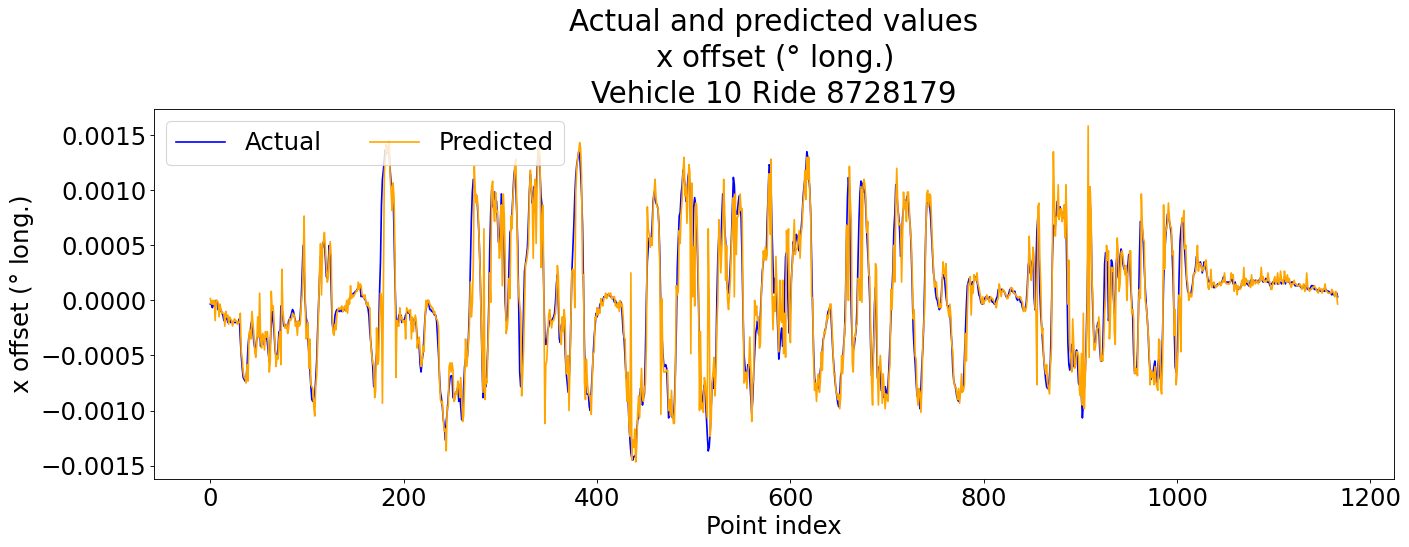 Actual and predicted values
x offset (° long.)
Vehicle 10 Ride 8728179
Actual Predicted
x offset (° long.)
0.0015
0.0010
0.0005
0.0000
−0.0005
−0.0010
−0.0015
0 200 400 600 800 1000 1200
Point index